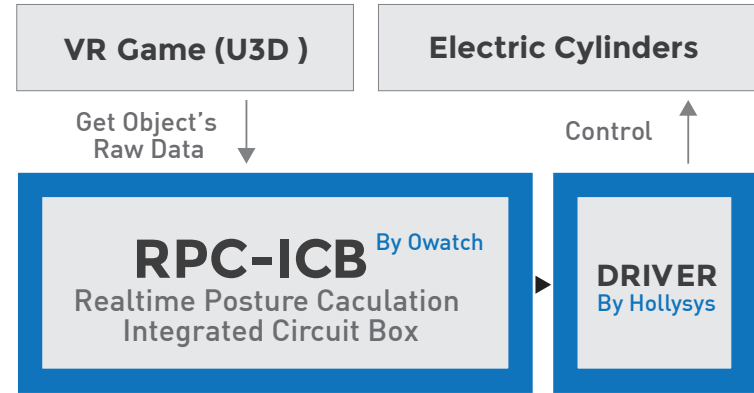 VR Game (U3D )
Electric Cylinders
Get Object's
Raw Data
Control
RPC-ICB By Owatch
Realtime Posture Caculation
Integrated Circuit Box
DRIVER
By Hollysys